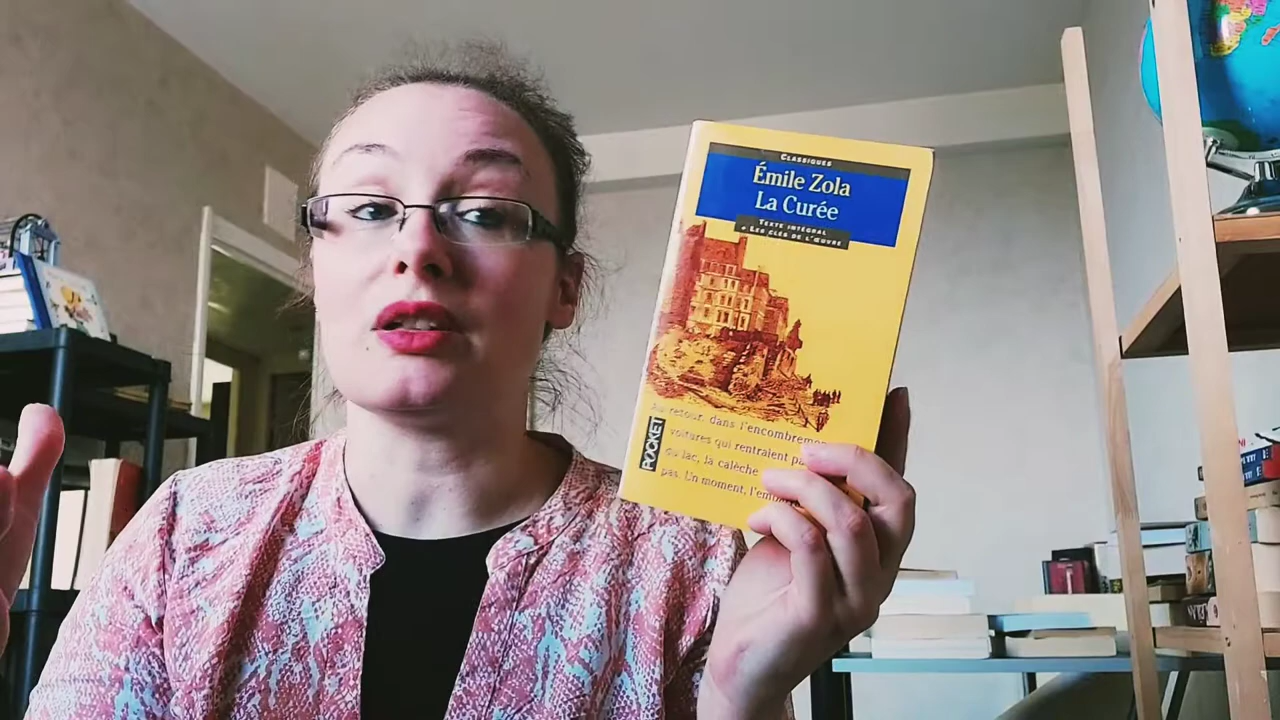 CLASSIQUES
Émile Zola
La Curée
TEXTE INTÉGRAL
+ LES CLÉS DE L'ŒUVRE
Au retour, dans l'encombrement
voitures qui rentraient
du lac, la calèche
pas. Un moment,
POCKET